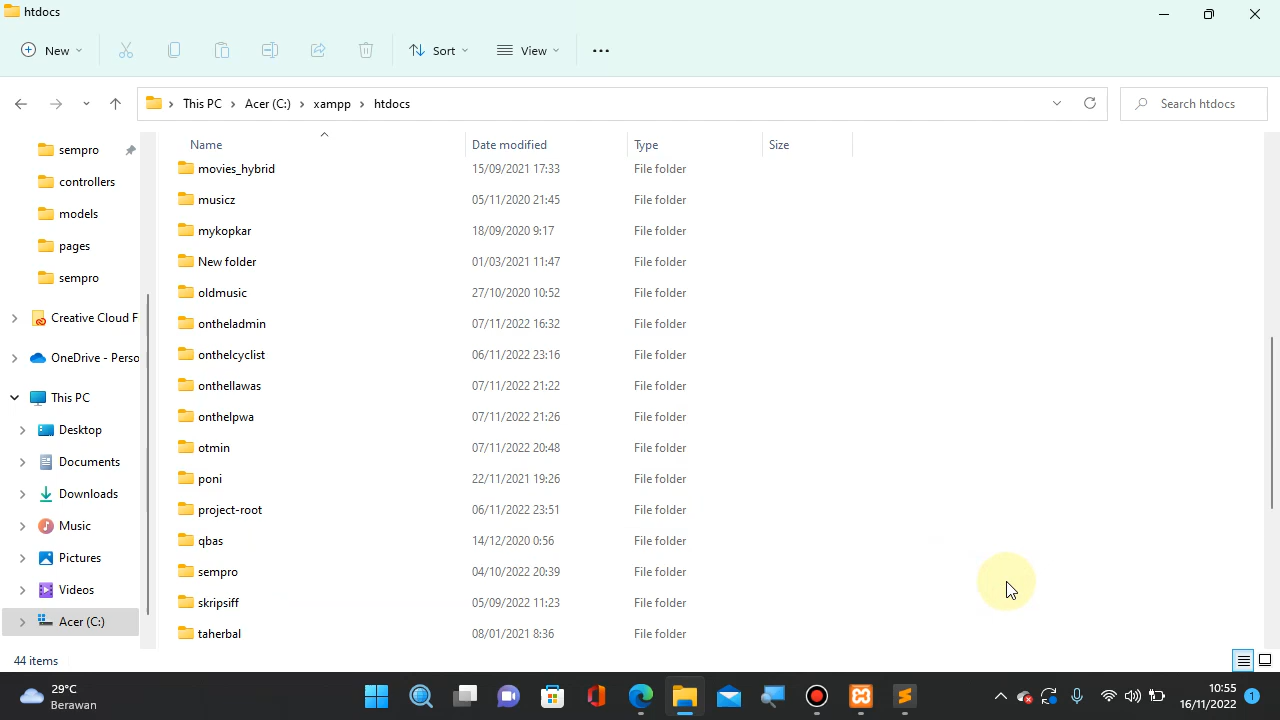 htdocs
New
Sort
View
This PC > Acer (C:) > xampp > htdocs
Search htdocs
Name
Date modified
Type
Size
sempro
controllers
models
pages
sempro
Creative Cloud F
OneDrive - Perso
This PC
Desktop
Documents
Downloads
Music
Pictures
Videos
Acer (C:)
movies_hybrid 15/09/2021 17:33 File folder
musicz 05/11/2020 21:45 File folder
mykopkar 18/09/2020 9:17 File folder
New folder 01/03/2021 11:47 File folder
oldmusic 27/10/2020 10:52 File folder
ontheladmin 07/11/2022 16:32 File folder
onthelcyclist 06/11/2022 23:16 File folder
onthellawas 07/11/2022 21:22 File folder
onthelpwa 07/11/2022 21:26 File folder
otmin 07/11/2022 20:48 File folder
poni 22/11/2021 19:26 File folder
project-root 06/11/2022 23:51 File folder
qbas 14/12/2020 0:56 File folder
sempro 04/10/2022 20:39 File folder
skripsiff 05/09/2022 11:23 File folder
taherbal 08/01/2021 8:36 File folder
44 items
29°C
Berawan
10:55
16/11/2022
1